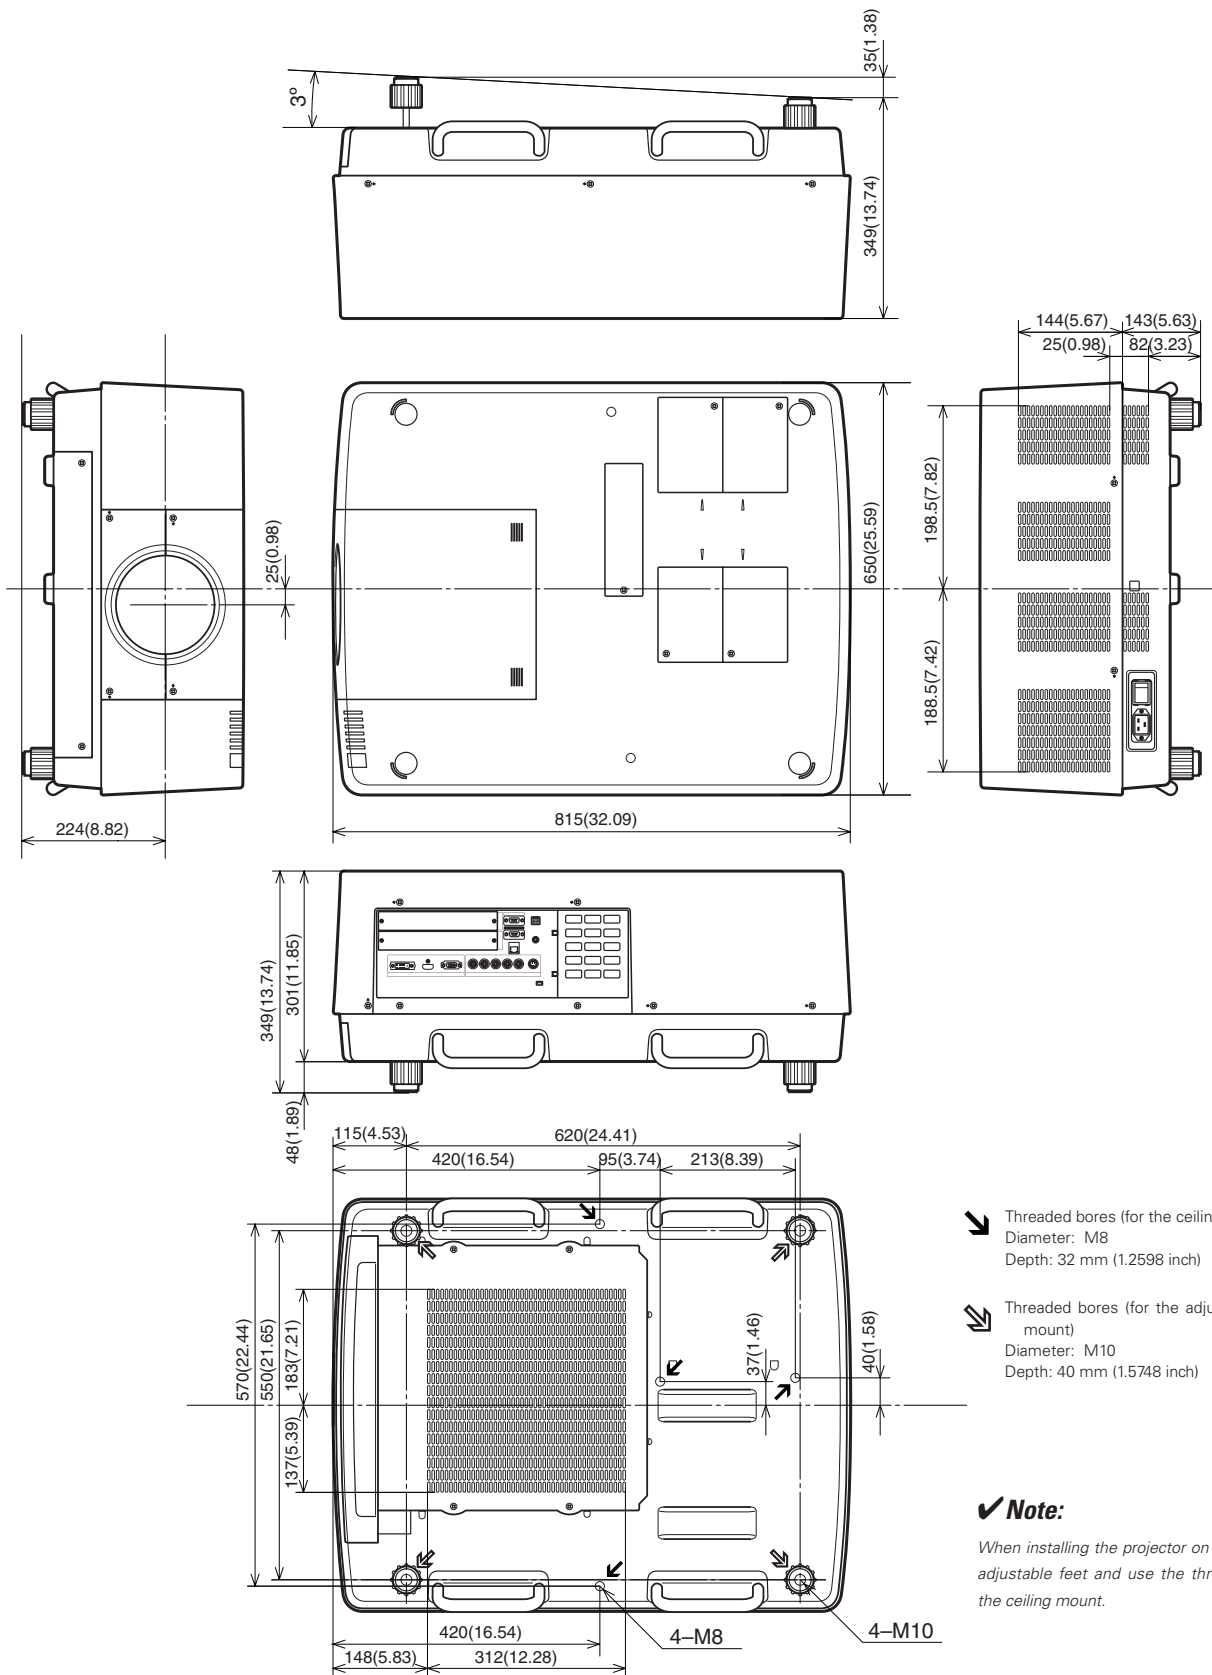 35(1.38)
3°
349(13.74)
144(5.67)
143(5.63)
25(0.98)
82(3.23)
198.5(7.82)
25(0.98)
650(25.59)
188.5(7.42)
224(8.82)
815(32.09)
349(13.74)
301(11.85)
48(1.89)
115(4.53)
620(24.41)
420(16.54)
95(3.74)
213(8.39)
570(22.44)
550(21.65)
183(7.21)
137(5.39)
37(1.46)
40(1.58)
Threaded bores (for the
Diameter: M8
Depth: 32 mm (1.2598 inch)
Threaded bores (for the
mount)
Diameter: M10
Depth: 40 mm (1.5748 inch)
✔Note:
When installing the projector on
adjustable feet and use the
the ceiling mount.
4–M8
4–M10
420(16.54)
148(5.83)
312(12.28)